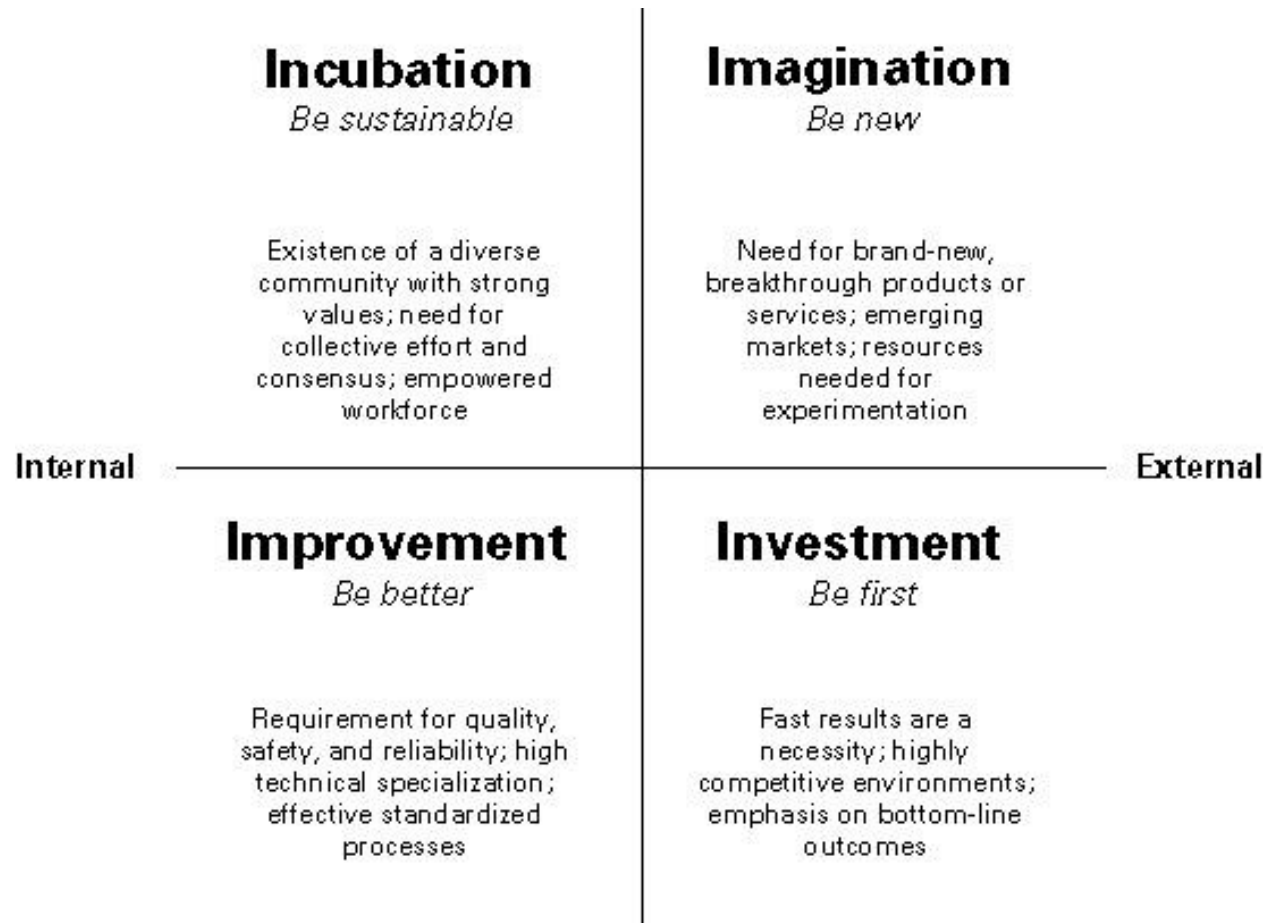 Incubation
Be sustainable
Existence of a diverse
community with strong
values; need for
collective effort and
consensus; empowered
workforce
Imagination
Be new
Need for brand-new,
breakthrough products or
services; emerging
markets; resources
needed for
experimentation
Internal
External
Improvement
Be better
Requirement for quality,
safety, and reliability; high
technical specialization;
effective standardized
processes
Investment
Be first
Fast results are a
necessity; highly
competitive environments;
emphasis on bottom-line
outcomes